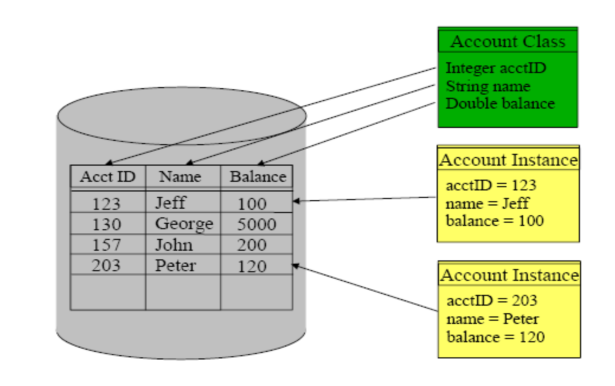 Account Class
Integer acctID
String name
Double balance
Acct ID Name Balance
123 Jeff 100
130 George 5000
157 John 200
203 Peter 120
Account Instance
acctID = 123
name = Jeff
balance = 100
Account Instance
acctID = 203
name = Peter
balance = 120